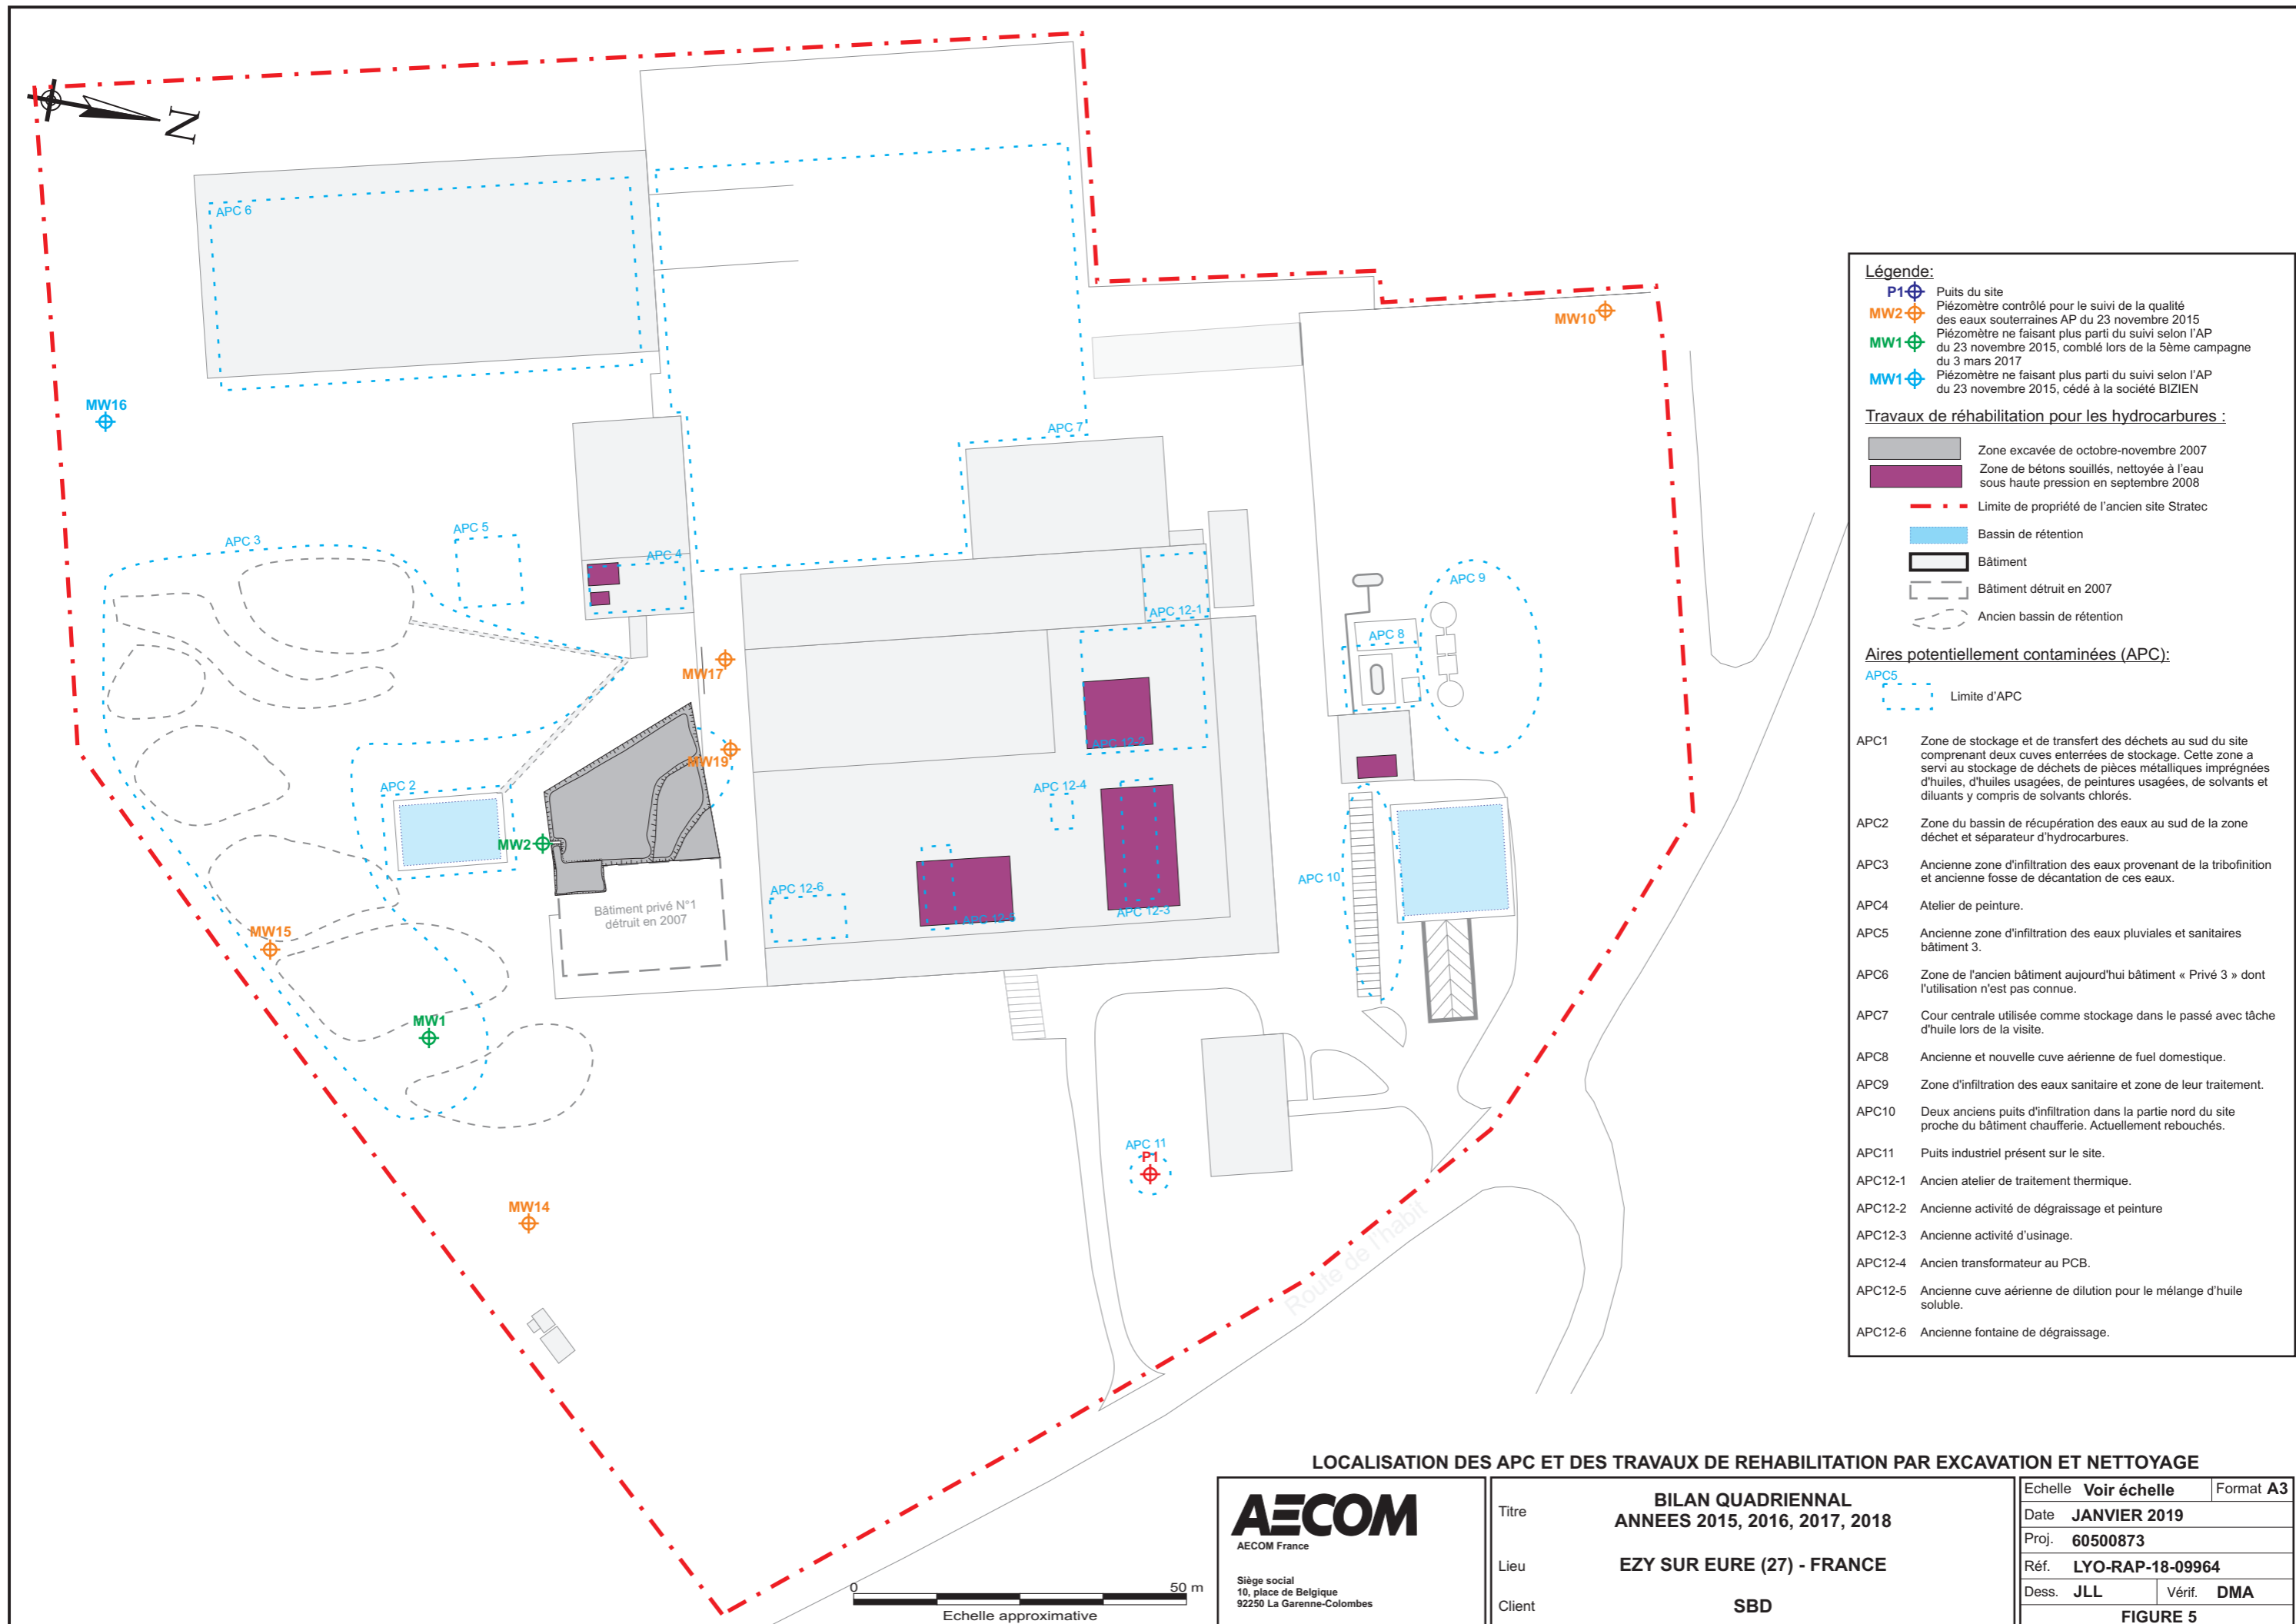 N
APC 6
MW16
APC 3
APC 5
APC 4
APC 7
MW10
MW17
MW19
APC 2
MW2
MW15
MW1
MW14
Bâtiment privé N°1
détruit en 2007
APC 12-1
APC 12-2
APC 12-4
APC 12-3
APC 12-5
APC 12-6
APC 8
APC 9
APC 10
APC 11
P1
Route de l'habit
Légende:
P1 Puits du site
MW2 Piézomètre contrôlé pour le suivi de la qualité
des eaux souterraines AP du 23 novembre 2015
MW1 Piézomètre ne faisant plus parti du suivi selon l'AP
du 23 novembre 2015, comblé lors de la 5ème campagne
du 3 mars 2017
MW1 Piézomètre ne faisant plus parti du suivi selon l'AP
du 23 novembre 2015, cédé à la société BIZIEN
Travaux de réhabilitation pour les hydrocarbures :
Zone excavée de octobre-novembre 2007
Zone de bétons souillés, nettoyée à l'eau
sous haute pression en septembre 2008
Limite de propriété de l'ancien site Stratec
Bassin de rétention
Bâtiment
Bâtiment détruit en 2007
Ancien bassin de rétention
Aires potentiellement contaminées (APC):
APC5
Limite d'APC
APC1 Zone de stockage et de transfert des déchets au sud du site
comprenant deux cuves enterrées de stockage. Cette zone a
servi au stockage de déchets de pièces métalliques imprégnées
d'huiles, d'huiles usagées, de peintures usagées, de solvants et
diluants y compris de solvants chlorés.
APC2 Zone du bassin de récupération des eaux au sud de la zone
déchet et séparateur d'hydrocarbures.
APC3 Ancienne zone d'infiltration des eaux provenant de la tribofinition
et ancienne fosse de décantation de ces eaux.
APC4 Atelier de peinture.
APC5 Ancienne zone d'infiltration des eaux pluviales et sanitaires
bâtiment 3.
APC6 Zone de l'ancien bâtiment aujourd'hui bâtiment « Privé 3 » dont
l'utilisation n'est pas connue.
APC7 Cour centrale utilisée comme stockage dans le passé avec tâche
d'huile lors de la visite.
APC8 Ancienne et nouvelle cuve aérienne de fuel domestique.
APC9 Zone d'infiltration des eaux sanitaire et zone de leur traitement.
APC10 Deux anciens puits d'infiltration dans la partie nord du site
proche du bâtiment chaufferie. Actuellement rebouchés.
APC11 Puits industriel présent sur le site.
APC12-1 Ancien atelier de traitement thermique.
APC12-2 Ancienne activité de dégraissage et peinture
APC12-3 Ancienne activité d'usinage.
APC12-4 Ancien transformateur au PCB.
APC12-5 Ancienne cuve aérienne de dilution pour le mélange d'huile
soluble.
APC12-6 Ancienne fontaine de dégraissage.
0 50 m
Echelle approximative
LOCALISATION DES APC ET DES TRAVAUX DE REHABILITATION PAR EXCAVATION ET NETTOYAGE
AECOM
AECOM France
Siège social
10, place de Belgique
92250 La Garenne-Colombes
Titre BILAN QUADRIENNAL
ANNEES 2015, 2016, 2017, 2018
Lieu EZY SUR EURE (27) - FRANCE
Client SBD
Echelle Voir échelle Format A3
Date JANVIER 2019
Proj. 60500873
Réf. LYO-RAP-18-09964
Dess. JLL Vérif. DMA
FIGURE 5